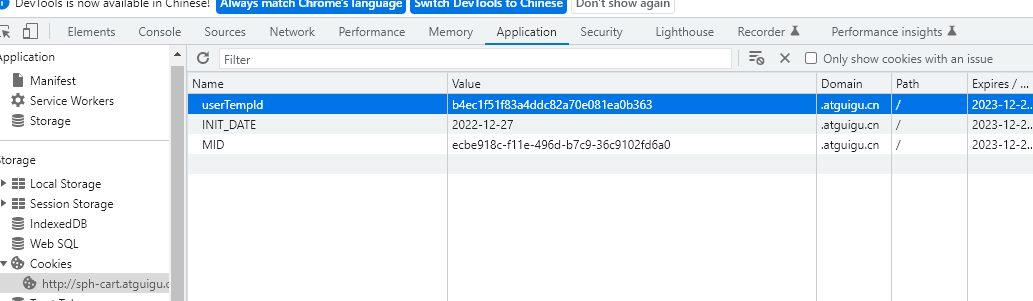 DevTools is now available in Chinese! Always match Chrome's language Switch DevTools to Chinese Don't show again
Elements Console Sources Network Performance Memory Application Security Lighthouse Recorder Performance insights
Application
Manifest
Service Workers
Storage
Storage
Local Storage
Session Storage
IndexedDB
Web SQL
Cookies
http://sph-cart.atguigu.c
Filter
Only show cookies with an issue
Name Value Domain Path Expires / ...
userTempId b4ec1f51f83a4ddc82a70e081ea0b363 .atguigu.cn / 2023-12-2...
INIT_DATE 2022-12-27 .atguigu.cn / 2023-12-2...
MID ecbe918c-f11e-496d-b7c9-36c9102fd6a0 .atguigu.cn / 2023-12-2...